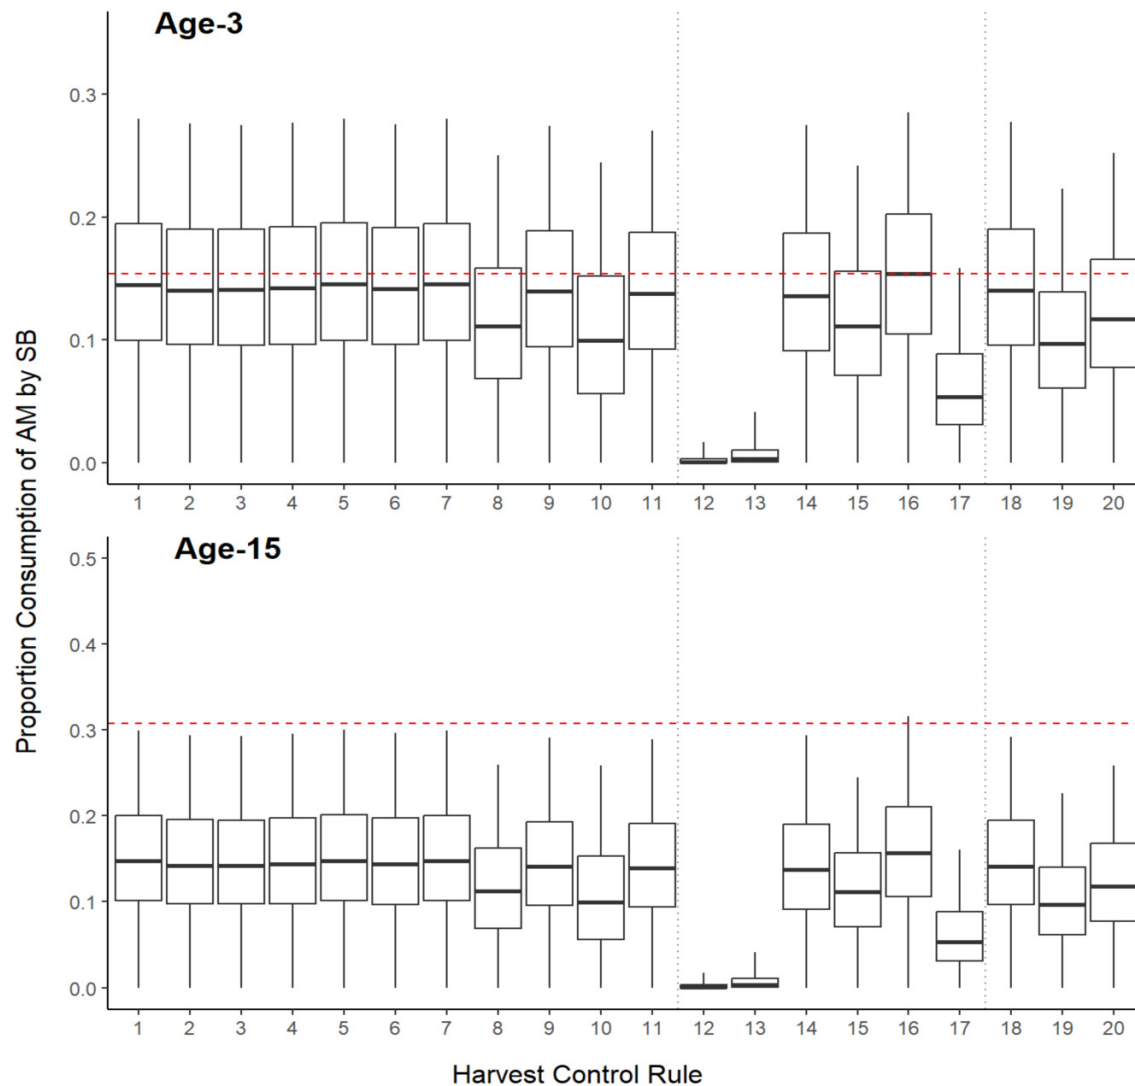 Age-3
0.3
0.2
0.1
0.0
1 2 3 4 5 6 7 8 9 10 11 12 13 14 15 16 17 18 19 20
Proportion Consumption of AM by SB
Age-15
0.5
0.4
0.3
0.2
0.1
0.0
1 2 3 4 5 6 7 8 9 10 11 12 13 14 15 16 17 18 19 20
Harvest Control Rule